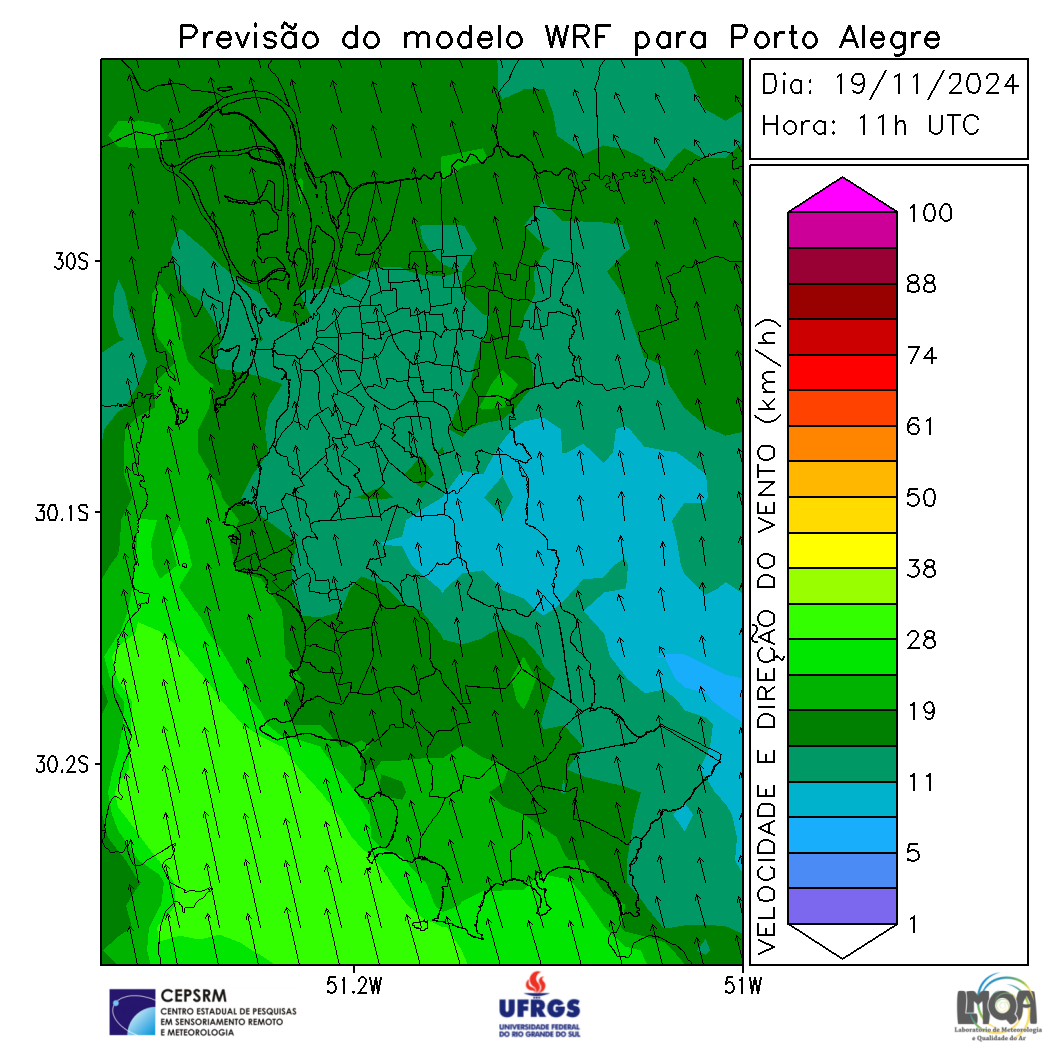 Previsão do modelo WRF para Porto Alegre
Dia: 19/11/2024
Hora: 11h UTC
30S
30.1S
30.2S
51.2W
51W
VELOCIDADE E DIREÇÃO DO VENTO (km/h)
100
88
74
61
50
38
28
19
11
5
1
CEPSRM
CENTRO ESTADUAL DE PESQUISAS
EM SENSORIAMENTO REMOTO
E METEOROLOGIA
UFRGS
UNIVERSIDADE FEDERAL
DO RIO GRANDE DO SUL
LMQA
Laboratório de Meteorologia
e Qualidade do Ar